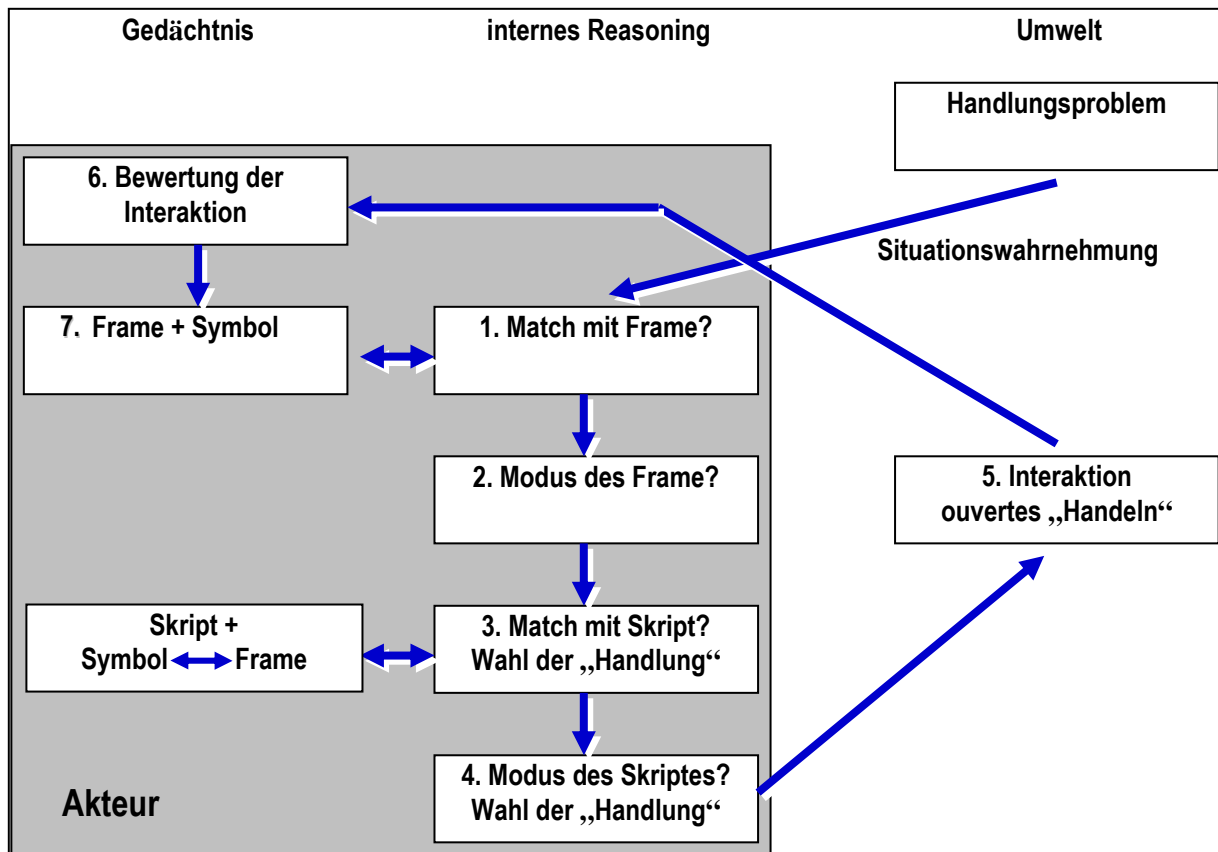 Gedächtnis
internes Reasoning
Umwelt
Handlungsproblem
6. Bewertung der
Interaktion
Situationswahrnehmung
7. Frame + Symbol
1. Match mit Frame?
2. Modus des Frame?
5. Interaktion
ouvertes „Handeln“
Skript +
Symbol Frame
3. Match mit Skript?
Wahl der „Handlung“
4. Modus des Skriptes?
Wahl der „Handlung“
Akteur